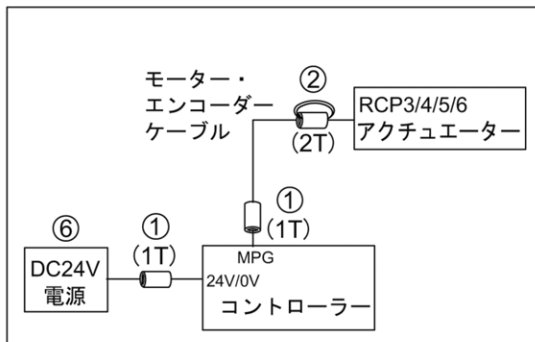 モーター・
エンコーダー
ケーブル
②
(2T)
RCP3/4/5/6
アクチュエーター
①
(1T)
⑥
DC24V
電源
①
(1T)
MPG
24V/0V
コントローラー